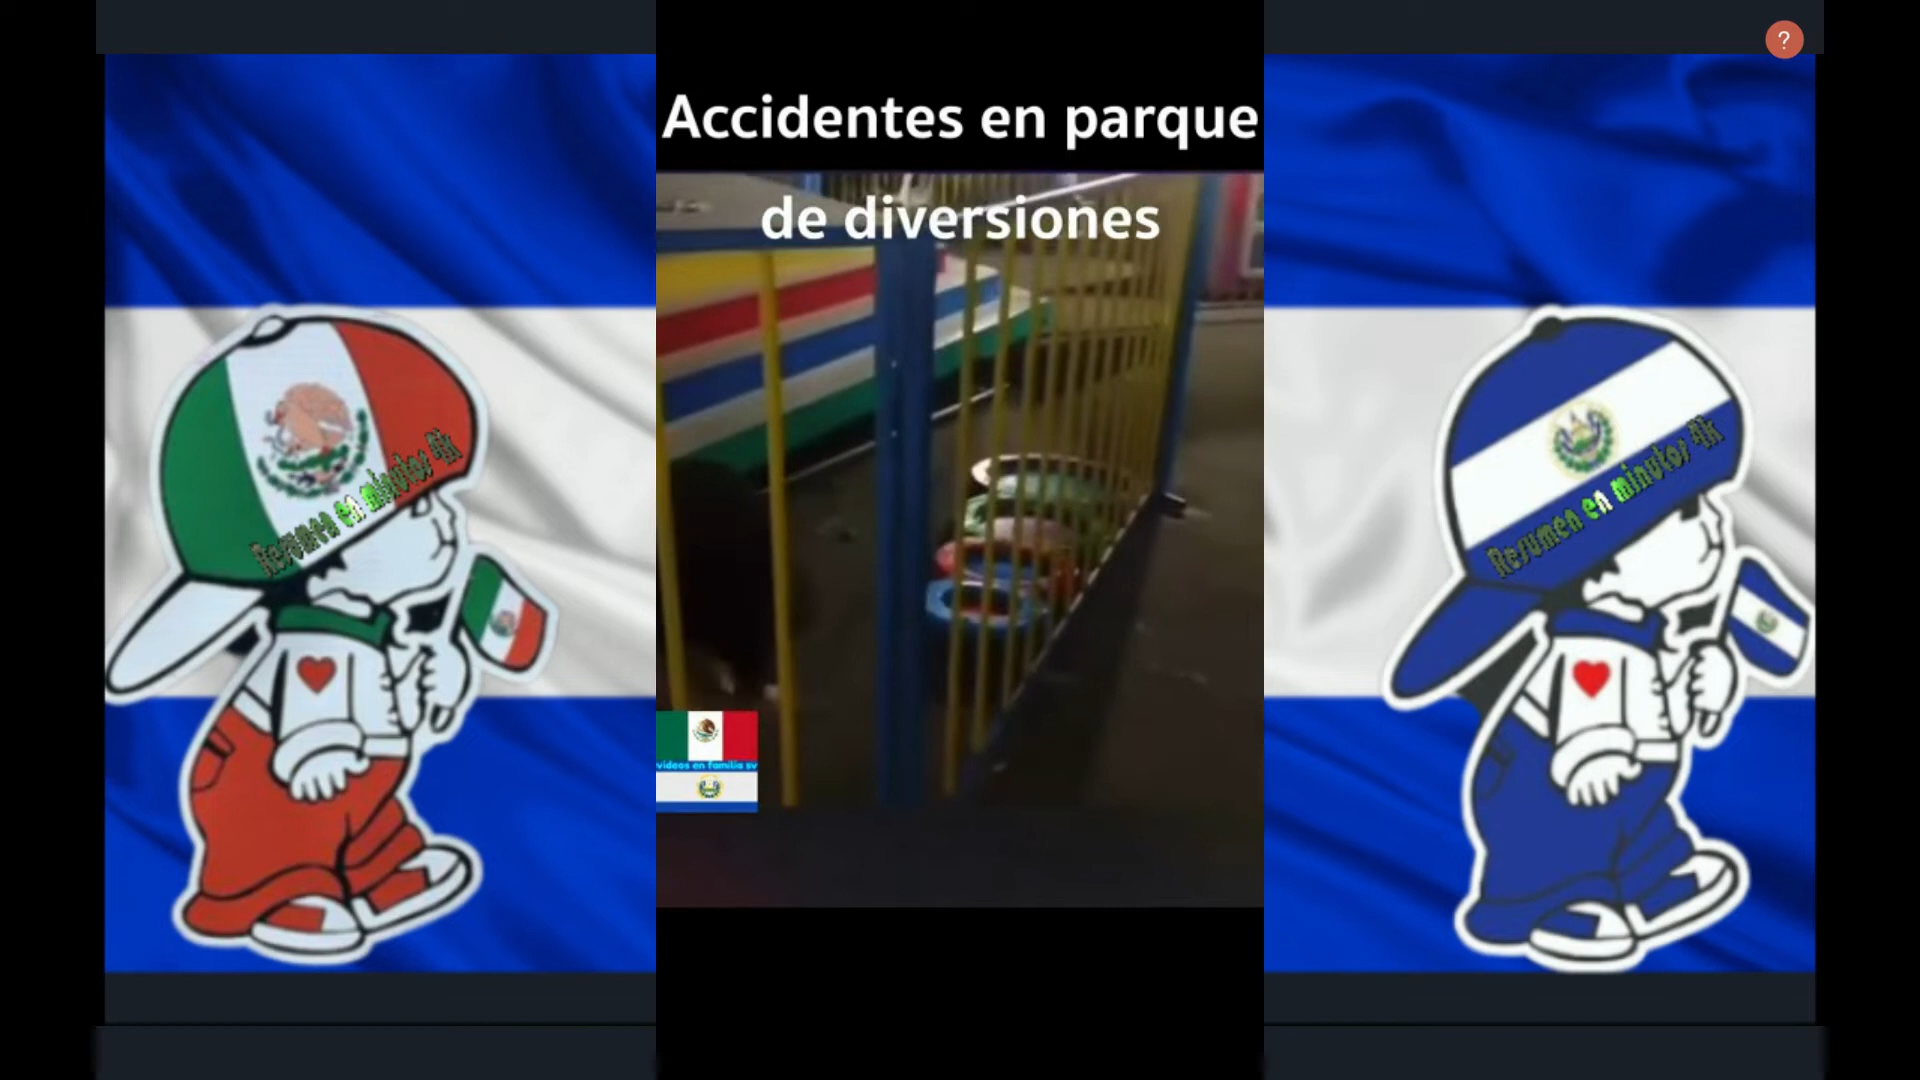 ?
Accidentes en parque
de diversiones
Resumen en minutos 4k
Resumen en minutos 4k
videos en familia sv